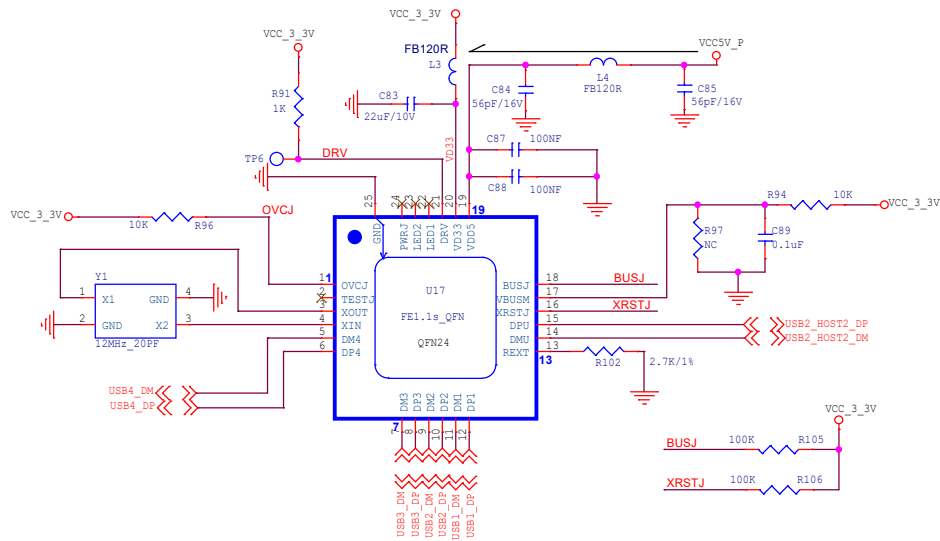 VCC_3_3V
VCC_3_3V
FB120R
L3
VCC5V_P
L4
FB120R
C84
56pF/16V
C85
56pF/16V
R91
1K
C83
22uF/10V
TP6
DRV
VD33
C87
100NF
C88
100NF
VCC_3_3V
10K
R96
OVCJ
25
24
23
22
21
20
19
19
GND
PWRJ
LED2
LED1
DRV
VD33
VDD5
R94
10K
VCC_3_3V
R97
NC
C89
0.1uF
1
1
OVCJ
2
TESTJ
3
XOUT
4
XIN
5
DM4
6
DP4
U17
FE1.1s_QFN
QFN24
BUSJ
18
BUSJ
VBUSM
17
XRSTJ
16
XRSTJ
DPU
15
DMU
14
REXT
13
13
USB2_HOST2_DP
USB2_HOST2_DM
R102
2.7K/1%
Y1
1
X1
GND
4
2
GND
X2
3
12MHz_20PF
USB4_DM
USB4_DP
DM3
DP3
DM2
DP2
DM1
DP1
7
7
8
9
10
11
12
USB3_DM
USB3_DP
USB2_DM
USB2_DP
USB1_DM
USB1_DP
VCC_3_3V
BUSJ
100K
R105
XRSTJ
100K
R106